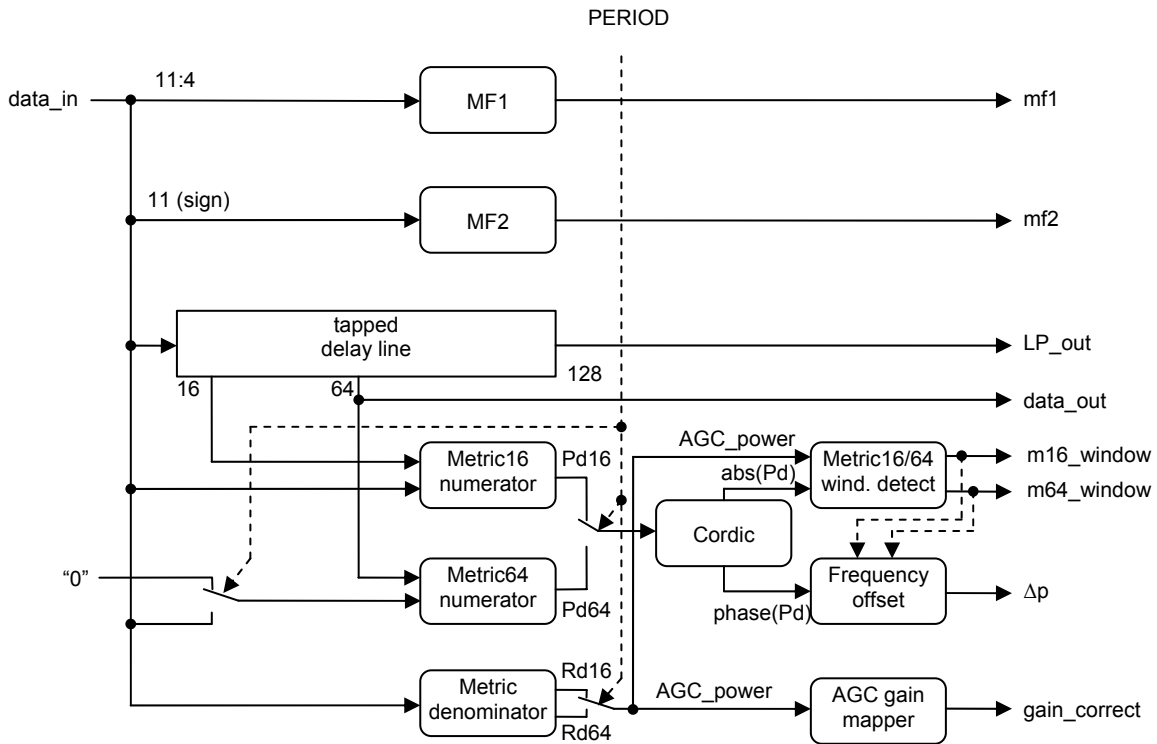 PERIOD
11:4
data_in
MF1
mf1
11 (sign)
MF2
mf2
tapped
delay line
LP_out
16
64
128
data_out
AGC_power
Metric16
numerator
Pd16
abs(Pd)
Metric16/64
wind. detect
m16_window
m64_window
Cordic
“0”
Metric64
numerator
Pd64
phase(Pd)
Frequency
offset
Δp
Metric
denominator
Rd16
Rd64
AGC_power
AGC gain
mapper
gain_correct